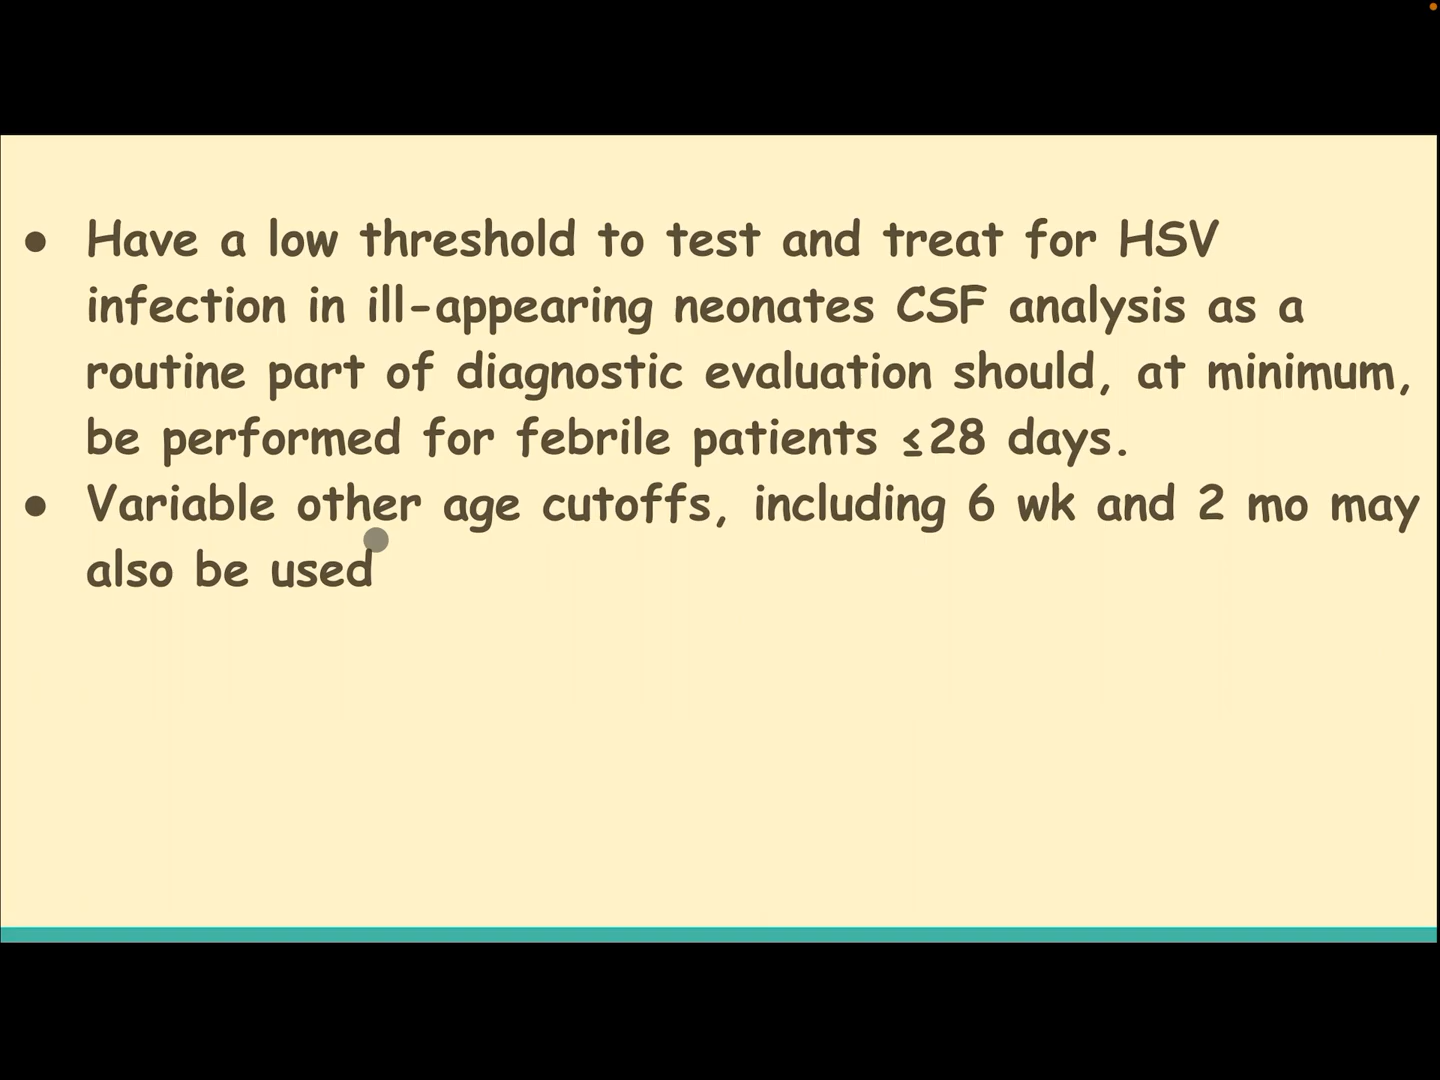 ● Have a low threshold to test and treat for HSV
infection in ill-appearing neonates CSF analysis as a
routine part of diagnostic evaluation should, at minimum,
be performed for febrile patients ≤28 days.
● Variable other age cutoffs, including 6 wk and 2 mo may
also be used